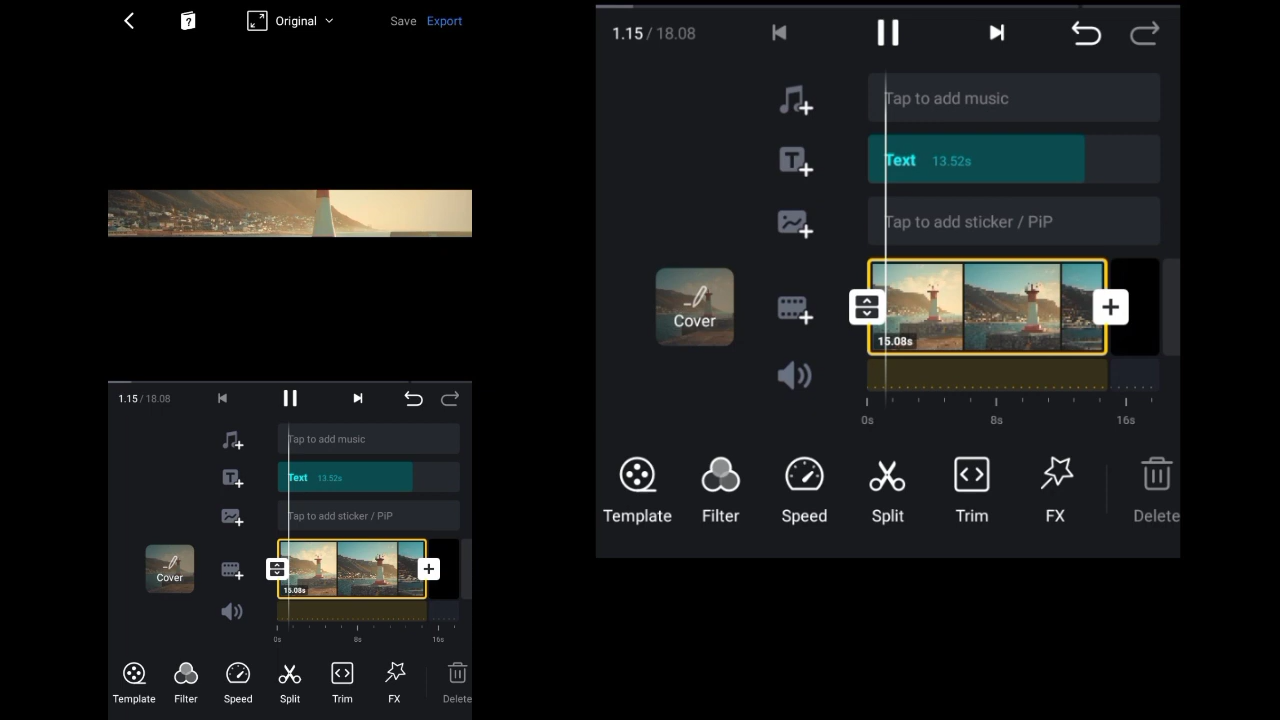 Original
Save
Export
1.15 / 18.08
Tap to add music
Text 13.52s
Tap to add sticker / PiP
Cover
15.08s
0s 8s 16s
Template Filter Speed Split Trim FX Delete
1.15 / 18.08
Tap to add music
Text 13.52s
Tap to add sticker / PiP
Cover
15.08s
0s 8s 16s
Template Filter Speed Split Trim FX Delete